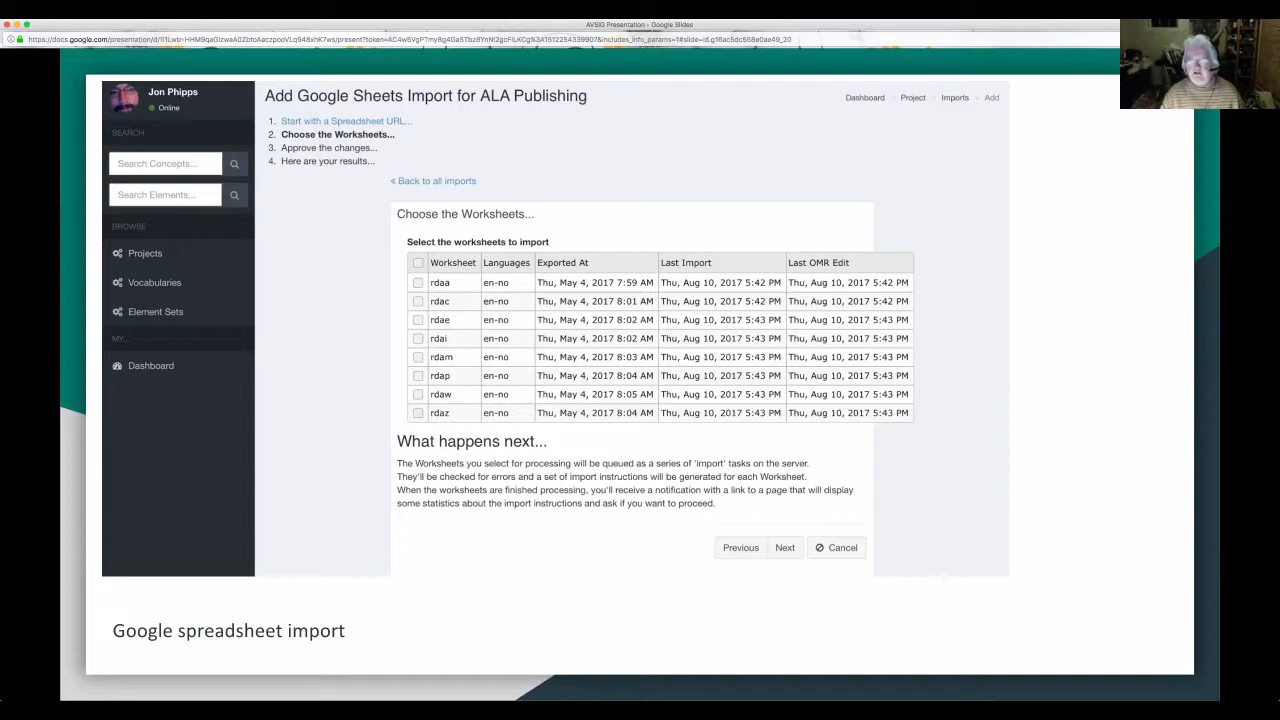 AVSIG Presentation - Google Slides
Jon Phipps
Online
SEARCH
Search Concepts...
Search Elements...
BROWSE
Projects
Vocabularies
Element Sets
MY...
Dashboard
Add Google Sheets Import for ALA Publishing
Dashboard > Project > Imports > Add
1. Start with a Spreadsheet URL...
2. Choose the Worksheets...
3. Approve the changes...
4. Here are your results...
« Back to all imports
Choose the Worksheets...
Select the worksheets to import
Worksheet Languages Exported At Last Import Last OMR Edit
rdaa en-no Thu, May 4, 2017 7:59 AM Thu, Aug 10, 2017 5:42 PM Thu, Aug 10, 2017 5:42 PM
rdac en-no Thu, May 4, 2017 8:01 AM Thu, Aug 10, 2017 5:42 PM Thu, Aug 10, 2017 5:42 PM
rdae en-no Thu, May 4, 2017 8:02 AM Thu, Aug 10, 2017 5:43 PM Thu, Aug 10, 2017 5:43 PM
rdai en-no Thu, May 4, 2017 8:02 AM Thu, Aug 10, 2017 5:43 PM Thu, Aug 10, 2017 5:43 PM
rdam en-no Thu, May 4, 2017 8:03 AM Thu, Aug 10, 2017 5:43 PM Thu, Aug 10, 2017 5:43 PM
rdap en-no Thu, May 4, 2017 8:04 AM Thu, Aug 10, 2017 5:43 PM Thu, Aug 10, 2017 5:43 PM
rdaw en-no Thu, May 4, 2017 8:05 AM Thu, Aug 10, 2017 5:43 PM Thu, Aug 10, 2017 5:43 PM
rdaz en-no Thu, May 4, 2017 8:04 AM Thu, Aug 10, 2017 5:43 PM Thu, Aug 10, 2017 5:43 PM
What happens next...
The Worksheets you select for processing will be queued as a series of 'import' tasks on the server.
They'll be checked for errors and a set of import instructions will be generated for each Worksheet.
When the worksheets are finished processing, you'll receive a notification with a link to a page that will display
some statistics about the import instructions and ask if you want to proceed.
Previous Next Cancel
Google spreadsheet import